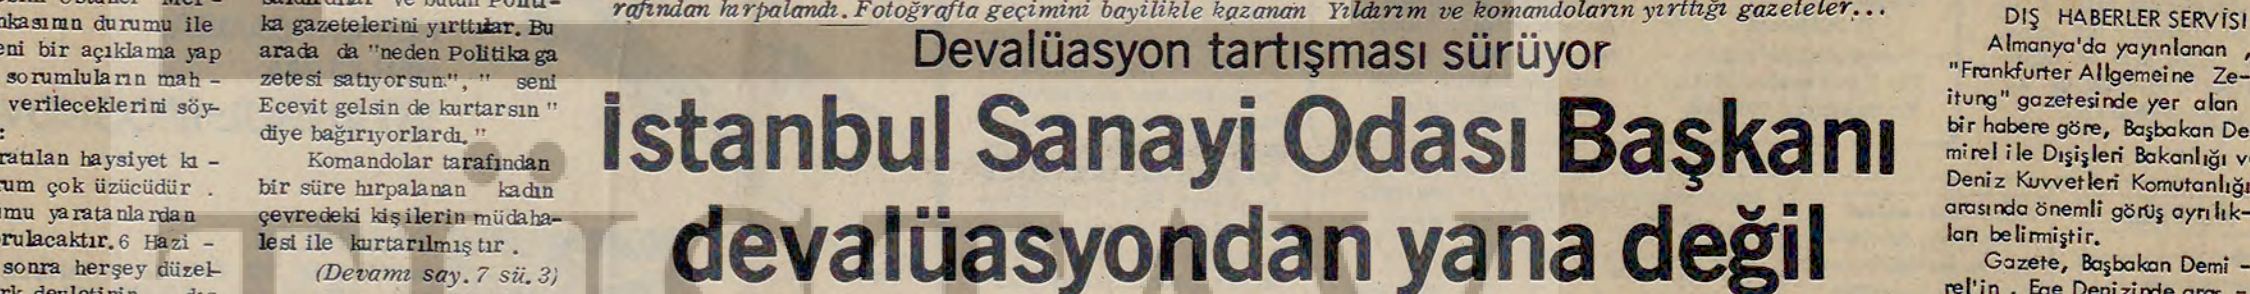 nkasının durumu ile
eni bir açıklama yap
sorumluların mah -
verileceklerini söy-
:
ratılan haysiyet kı -
rum çok üzücüdür .
mu yaratanlardan
rulacaktır. 6 Hazi -
sonra herşey düzel-
ka gazetelerini yırttılar. Bu
arada da "neden Politika ga
zetesi satıyorsun", " seni
Ecevit gelsin de kurtarsın "
diye bağırıyorlardı."
Komandolar tarafından
bir süre hırpalanan kadın
çevredeki kişilerin müdaha-
lesi ile kurtarılmıştır .
(Devamı say. 7 sü. 3)
rafından hırpalandı. Fotoğrafta geçimini bayilikle kazanan Yıldırım ve komandoların yırttığı gazeteler...
Devalüasyon tartışması sürüyor
İstanbul Sanayi Odası Başkanı
devalüasyondan yana değil
DIŞ HABERLER SERVİSİ
Almanya'da yayınlanan ,
"Frankfurter Allgemeine Ze-
itung" gazetesinde yer alan
bir habere göre, Başbakan De
mirel ile Dışişleri Bakanlığı v
Deniz Kuvvetleri Komutanlığı
arasında önemli görüş ayrılık-
ları belirmiştir.
Gazete, Başbakan Demi -
rel'in , Ege Denizinde